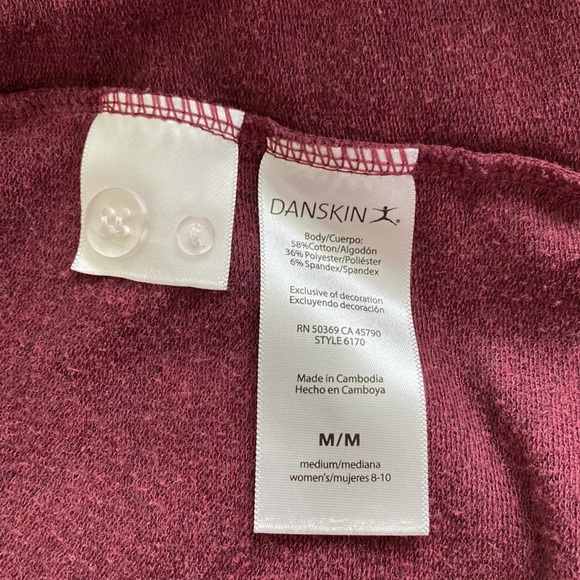 DANSKIN
Body/Cuerpo:
58%Cotton/Algodón
36% Polyester/Poliéster
6% Spandex/Spandex
Exclusive of decoration
Excluyendo decoración
RN 50369 CA 45790
STYLE 6170
Made in Cambodia
Hecho en Camboya
M/M
medium/mediana
women's/mujeres 8-10